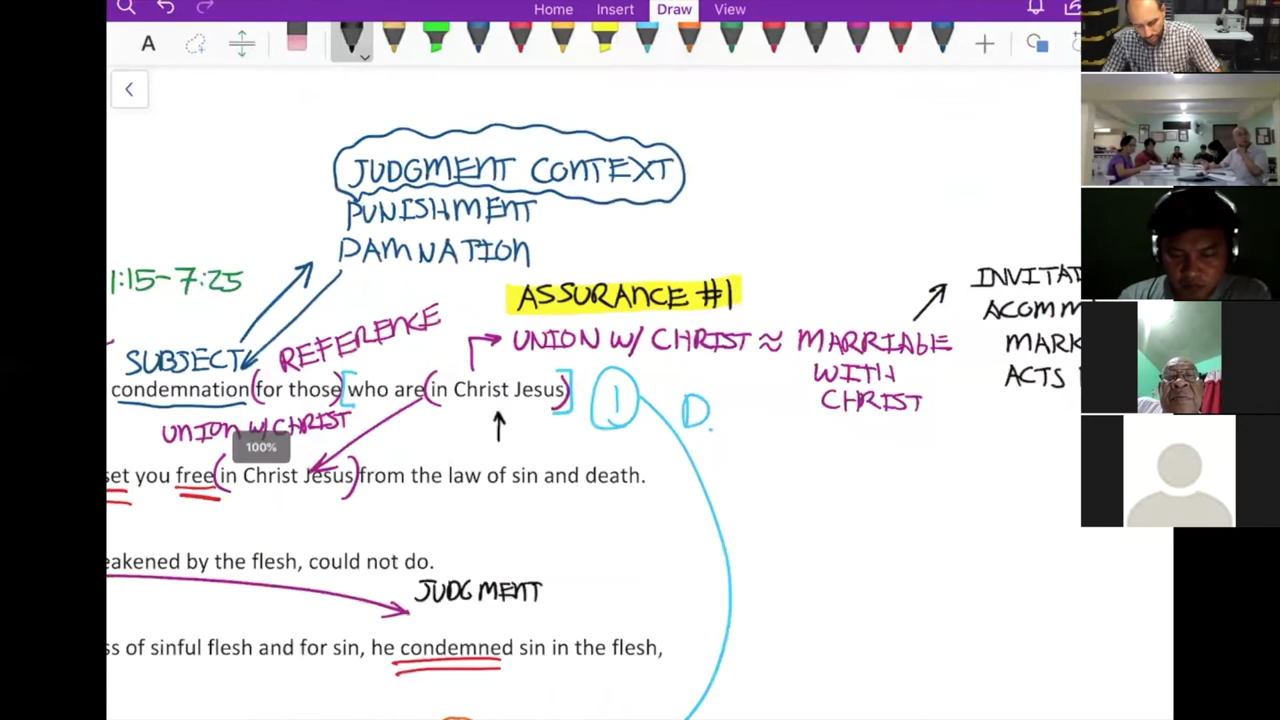 Home Insert Draw View
A
JUDGMENT CONTEXT
PUNISHMENT
DAMNATION
1:15-7:25
ASSURANCE #1
INVITAT
REFERENCE
UNION W/ CHRIST ≈ MARRIAGE
ACOMM
SUBJECT
MARK
WITH
ACTS
condemnation (for those) [who are (in Christ Jesus)] 1 D.
CHRIST
UNION W/ CHRIST
100%
set you free (in Christ Jesus) from the law of sin and death.
eakened by the flesh, could not do.
JUDGMENT
ss of sinful flesh and for sin, he condemned sin in the flesh,